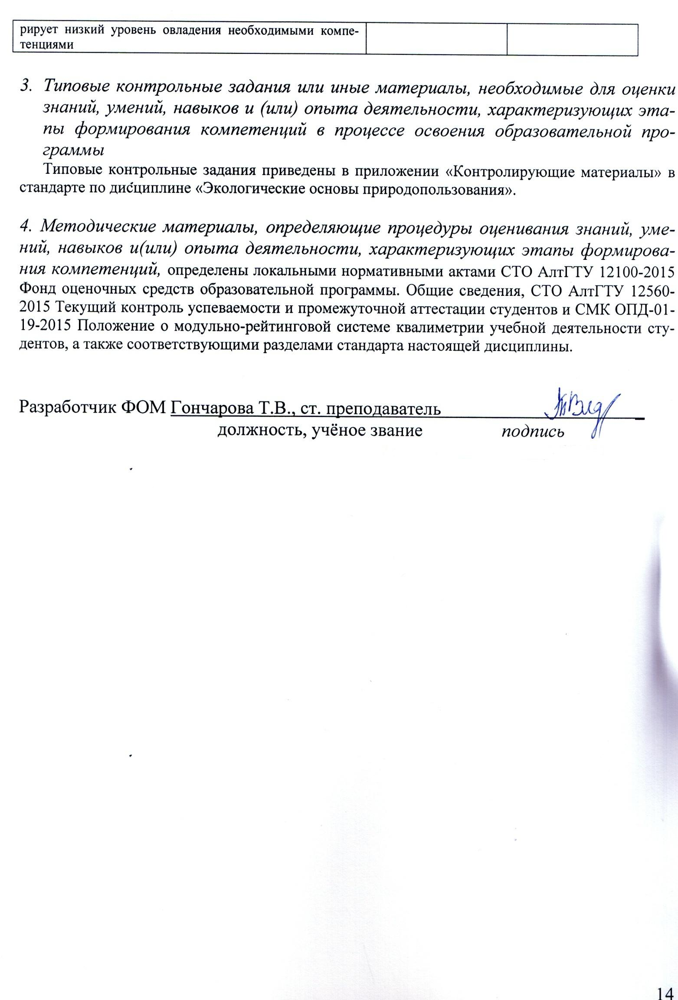 рирует низкий уровень овладения необходимыми компе-
тенциями
3. Типовые контрольные задания или иные материалы, необходимые для оценки
знаний, умений, навыков и (или) опыта деятельности, характеризующих эта-
пы формирования компетенций в процессе освоения образовательной про-
граммы
Типовые контрольные задания приведены в приложении «Контролирующие материалы» в
стандарте по дисциплине «Экологические основы природопользования».
4. Методические материалы, определяющие процедуры оценивания знаний, уме-
ний, навыков и(или) опыта деятельности, характеризующих этапы формирова-
ния компетенций, определены локальными нормативными актами СТО АлтГТУ 12100-2015
Фонд оценочных средств образовательной программы. Общие сведения, СТО АлтГТУ 12560-
2015 Текущий контроль успеваемости и промежуточной аттестации студентов и СМК ОПД-01-
19-2015 Положение о модульно-рейтинговой системе квалиметрии учебной деятельности сту-
дентов, а также соответствующими разделами стандарта настоящей дисциплины.
Разработчик ФОМ Гончарова Т.В., ст. преподаватель
должность, учёное звание подпись
14